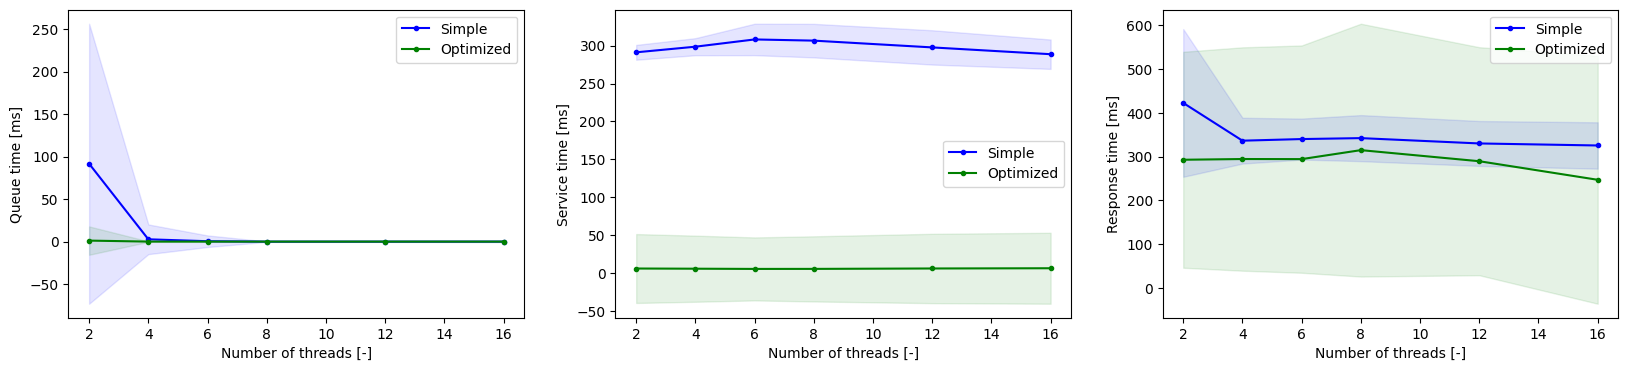 250
200
150
100
50
0
−50
Queue time [ms]
2 4 6 8 10 12 14 16
Number of threads [-]
Simple
Optimized
300
250
200
150
100
50
0
−50
Service time [ms]
2 4 6 8 10 12 14 16
Number of threads [-]
Simple
Optimized
600
500
400
300
200
100
0
Response time [ms]
2 4 6 8 10 12 14 16
Number of threads [-]
Simple
Optimized